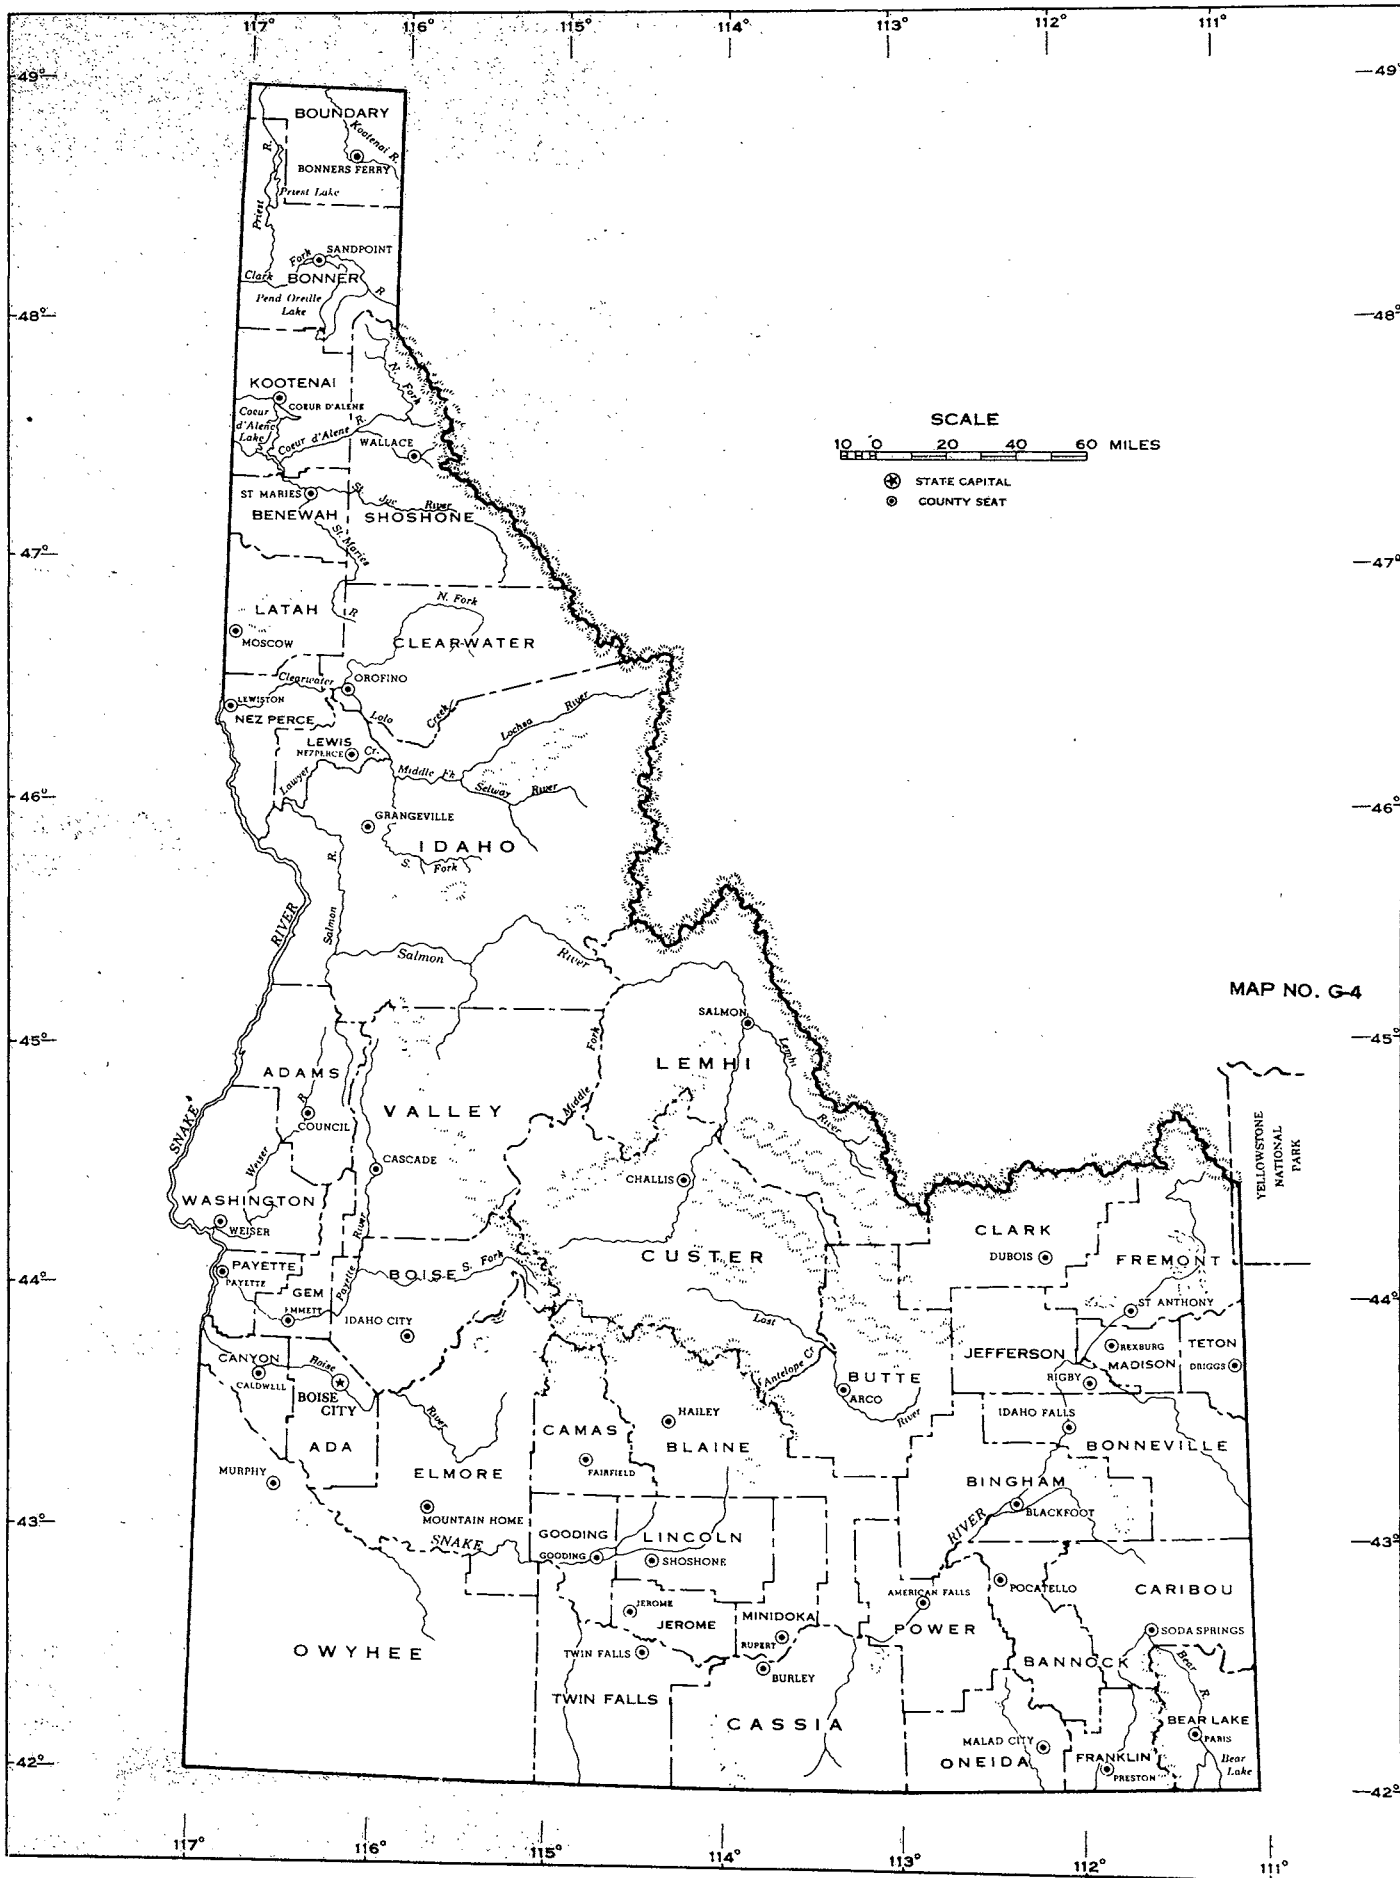 117° 116° 115° 114° 113° 112° 111°
49° 49°
BOUNDARY
Kootenai R.
BONNERS FERRY
Priest R.
Priest Lake
SANDPOINT
Clark Fork R
BONNER
Pend Oreille
Lake
48° 48°
KOOTENAI
N. Fork
COEUR D'ALENE
Coeur
d'Alene
Lake
Coeur d'Alene R.
WALLACE
SCALE
10 0 20 40 60 MILES
STATE CAPITAL
COUNTY SEAT
ST MARIES
St. Joe River
BENEWAH
SHOSHONE
St. Maries R
47° 47°
LATAH
N. Fork
MOSCOW
CLEARWATER
Clearwater
OROFINO
LEWISTON
NEZ PERCE
Lolo Creek
Lochsa River
LEWIS
NEZPERCE
Lawyer Cr.
Middle Fk
Selway River
46° 46°
GRANGEVILLE
IDAHO
S. Fork
SNAKE RIVER
Salmon R.
Salmon River
MAP NO. G-4
SALMON
45° 45°
Middle Fork
LEMHI
Lemhi River
ADAMS
VALLEY
COUNCIL
Weiser R
CASCADE
CHALLIS
YELLOWSTONE
NATIONAL
PARK
WASHINGTON
WEISER
CLARK
CUSTER
DUBOIS
FREMONT
PAYETTE
PAYETTE
Payette River
BOISE
S. Fork
44° 44°
GEM
EMMETT
IDAHO CITY
Lost River
ST ANTHONY
REXBURG
TETON
JEFFERSON
MADISON
DRIGGS
RIGBY
CANYON
Boise River
CALDWELL
BOISE
CITY
Antelope Cr
BUTTE
ARCO
IDAHO FALLS
HAILEY
CAMAS
BLAINE
BONNEVILLE
ADA
FAIRFIELD
MURPHY
ELMORE
BINGHAM
BLACKFOOT
MOUNTAIN HOME
43° 43°
SNAKE
RIVER
GOODING
GOODING
LINCOLN
SHOSHONE
AMERICAN FALLS
POCATELLO
CARIBOU
JEROME
JEROME
MINIDOKA
RUPERT
POWER
SODA SPRINGS
OWYHEE
TWIN FALLS
BURLEY
BANNOCK
Bear R.
TWIN FALLS
CASSIA
BEAR LAKE
PARIS
MALAD CITY
ONEIDA
FRANKLIN
PRESTON
Bear
Lake
42° 42°
117° 116° 115° 114° 113° 112° 111°